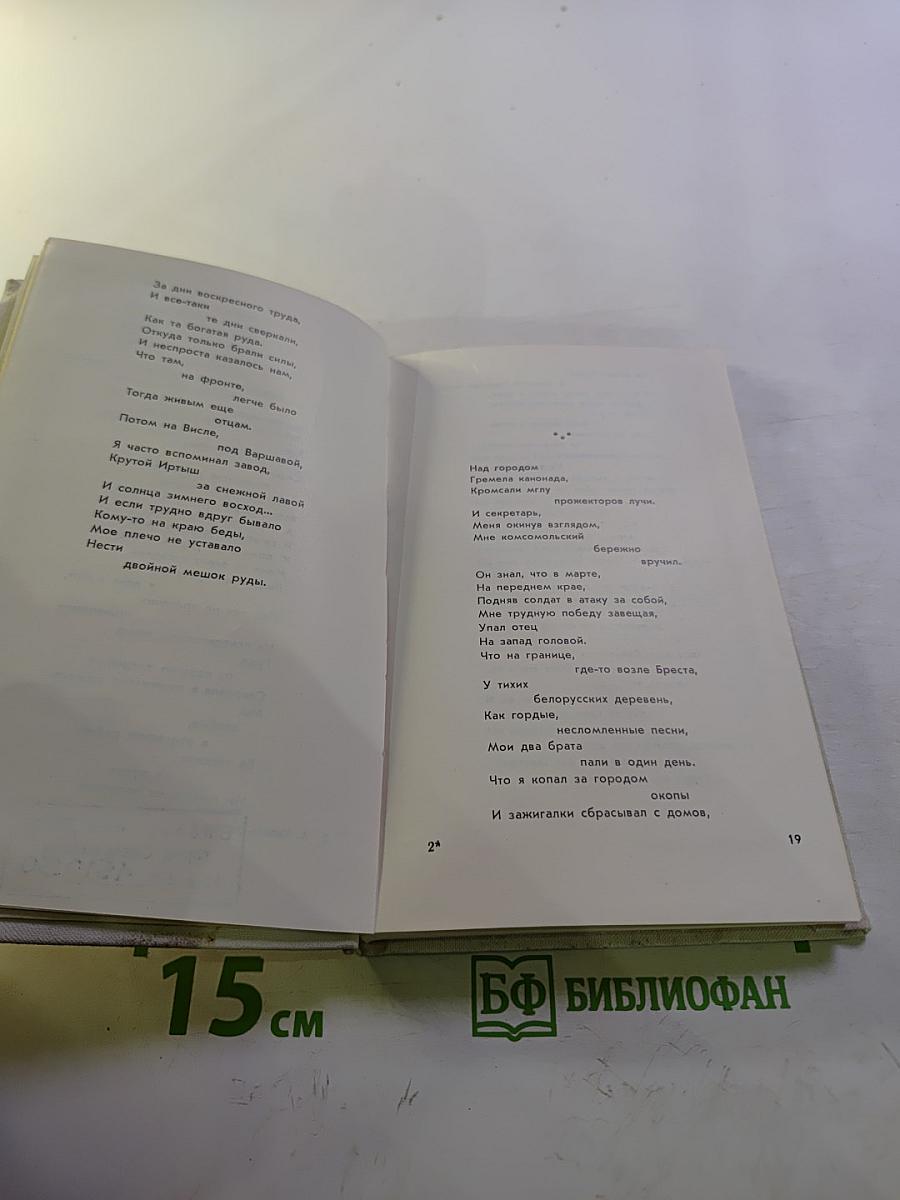 За дни воскресного труда,
И все-таки
те дни сверкали,
Как та богатая руда.
Откуда только брали силы,
И неспроста казалось нам,
Что там,
на фронте,
легче было
Тогда живым еще
отцам.
Потом на Висле,
под Варшавой,
Я часто вспоминал завод,
Крутой Иртыш
за снежной лавой
И солнца зимнего восход...
И если трудно вдруг бывало
Кому-то на краю беды,
Мое плечо не уставало
Нести
двойной мешок руды.
Над городом
Гремела канонада,
Кромсали мглу
прожекторов лучи.
И секретарь,
Меня окинув взглядом,
Мне комсомольский
бережно
вручил.
Он знал, что в марте,
На переднем крае,
Подняв солдат в атаку за собой,
Мне трудную победу завещая,
Упал отец
На запад головой.
Что на границе,
где-то возле Бреста,
У тихих
белорусских деревень,
Как гордые,
несломленные песни,
Мои два брата
пали в один день.
Что я копал за городом
окопы
И зажигалки сбрасывал с домов,
2*
19
15 см
БФ БИБЛИОФАН